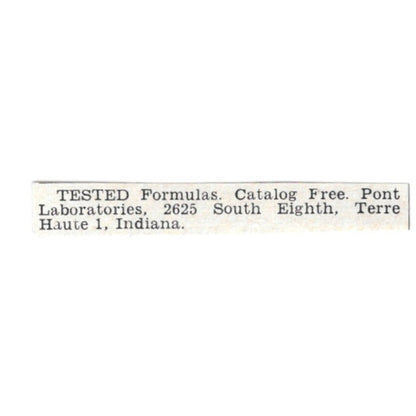 TESTED Formulas. Catalog Free. Pont
Laboratories, 2625 South Eighth, Terre
Haute 1, Indiana.